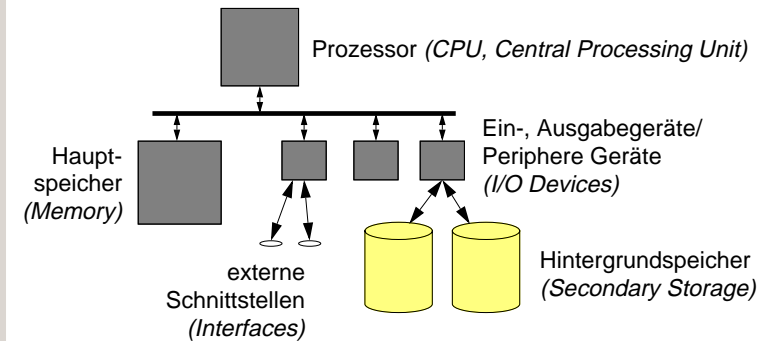 Prozessor (CPU, Central Processing Unit)
Haupt-
speicher
(Memory)
Ein-, Ausgabegeräte/
Periphere Geräte
(I/O Devices)
externe
Schnittstellen
(Interfaces)
Hintergrundspeicher
(Secondary Storage)